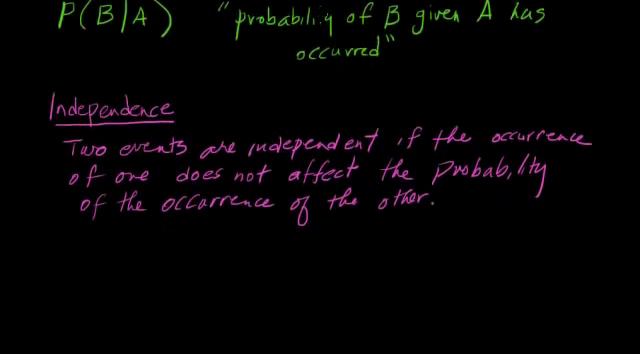 P(B|A) "probability of B given A has
occurred"
Independence
Two events are independent if the occurrence
of one does not affect the probability
of the occurrence of the other.